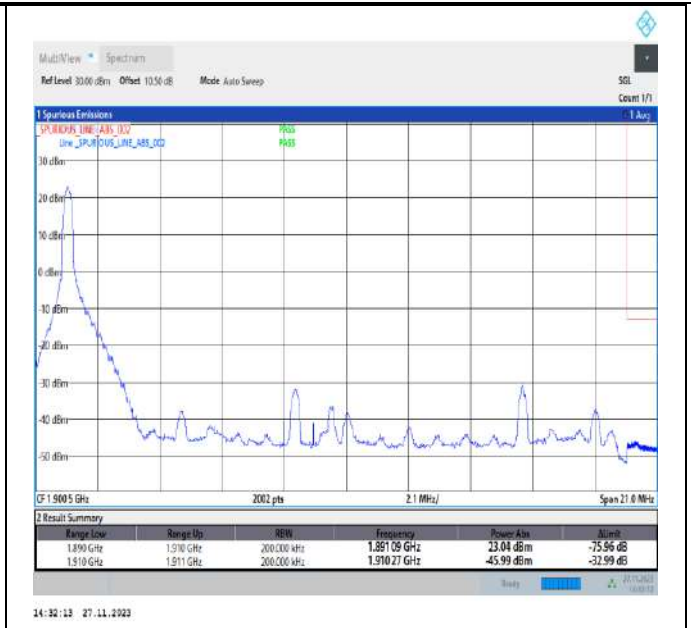 MultiView Spectrum
Ref Level 30.00 dBm Offset 10.50 dB Mode Auto Sweep SGL
Count 1/1
1 Spurious Emissions 1 Avg
_SPURIOUS_LINE_ABS_002 PASS
Line _SPURIOUS_LINE_ABS_002 PASS
30 dBm
20 dBm
10 dBm
0 dBm
-10 dBm
-20 dBm
-30 dBm
-40 dBm
-50 dBm
CF 1.9005 GHz 2002 pts 2.1 MHz/ Span 21.0 MHz
2 Result Summary
Range Low Range Up RBW Frequency Power Abs ΔLimit
1.890 GHz 1.910 GHz 200.000 kHz 1.89109 GHz 23.04 dBm -75.96 dB
1.910 GHz 1.911 GHz 200.000 kHz 1.91027 GHz -45.99 dBm -32.99 dB
Ready 27.11.2023
14:32:13 27.11.2023